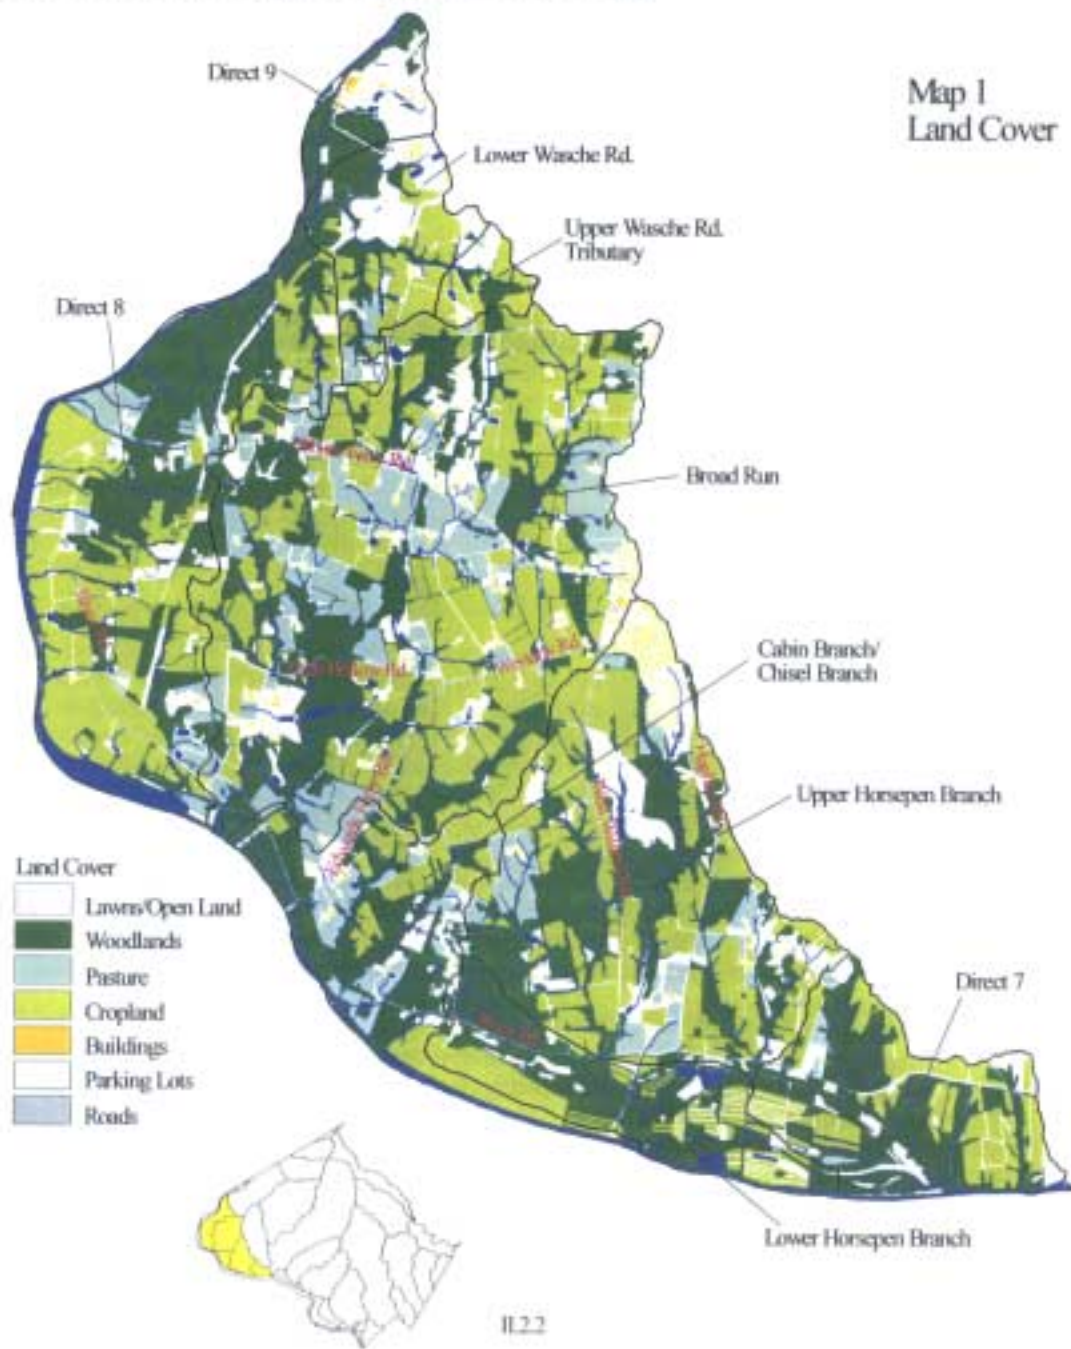 Map 1
Land Cover
Direct 9
Lower Wasche Rd.
Upper Wasche Rd.
Tributary
Direct 8
Broad Run
Cabin Branch/
Chisel Branch
Upper Horsepen Branch
Direct 7
Lower Horsepen Branch
Land Cover
Lawns/Open Land
Woodlands
Pasture
Cropland
Buildings
Parking Lots
Roads
II.2.2